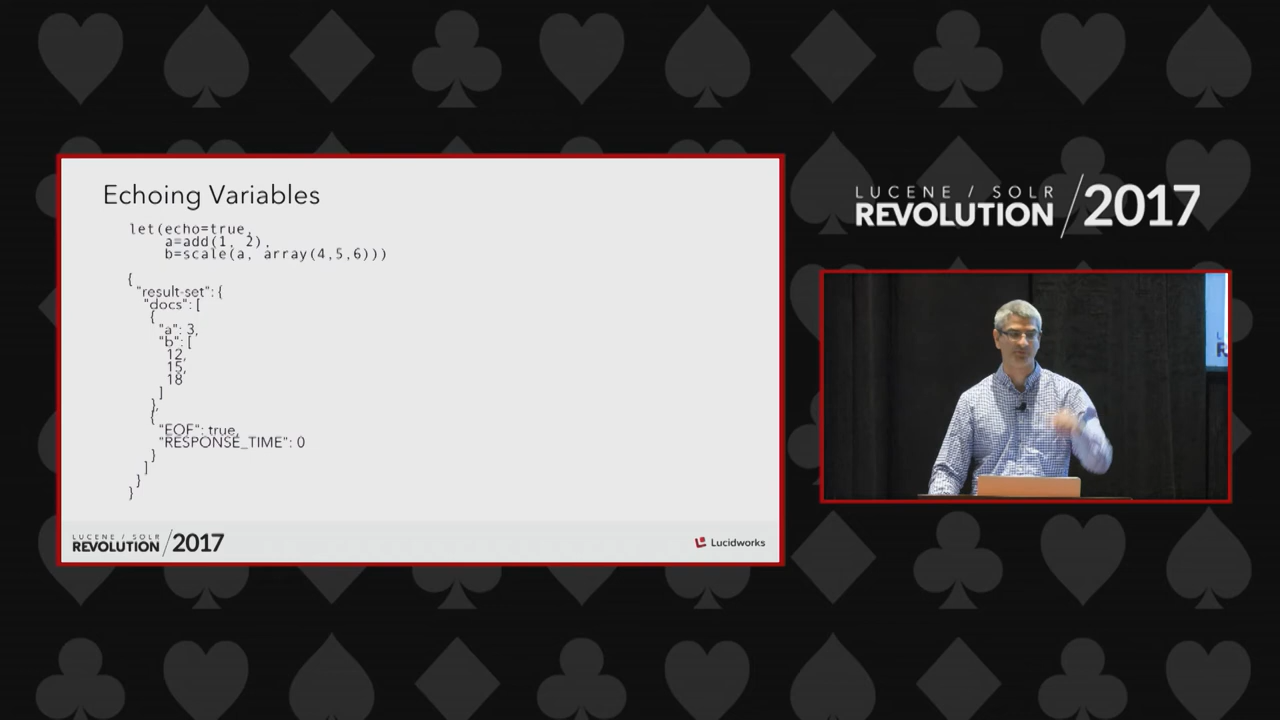 Echoing Variables
let(echo=true,
a=add(1, 2),
b=scale(a, array(4,5,6)))
{
"result-set": {
"docs": [
{
"a": 3,
"b": [
12,
15,
18
]
},
{
"EOF": true,
"RESPONSE_TIME": 0
}
]
}
}
LUCENE / SOLR
REVOLUTION /2017
Lucidworks
LUCENE / SOLR
REVOLUTION /2017